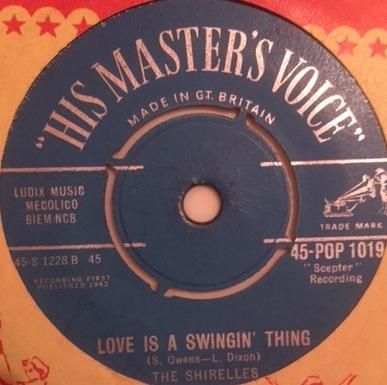 "HIS MASTER'S VOICE"
MADE IN GT. BRITAIN
LUDIX MUSIC
MECOLICO
BIEM/NCB
TRADE MARK
45-S 1228 B 45
45-POP 1019
RECORDING FIRST
PUBLISHED 1962
"Scepter"
Recording
LOVE IS A SWINGIN' THING
(S. Owens—L. Dixon)
THE SHIRELLES